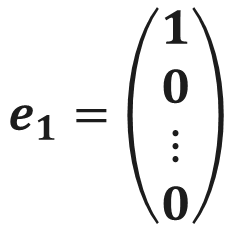 e₁ = (1
0
⋮
0)